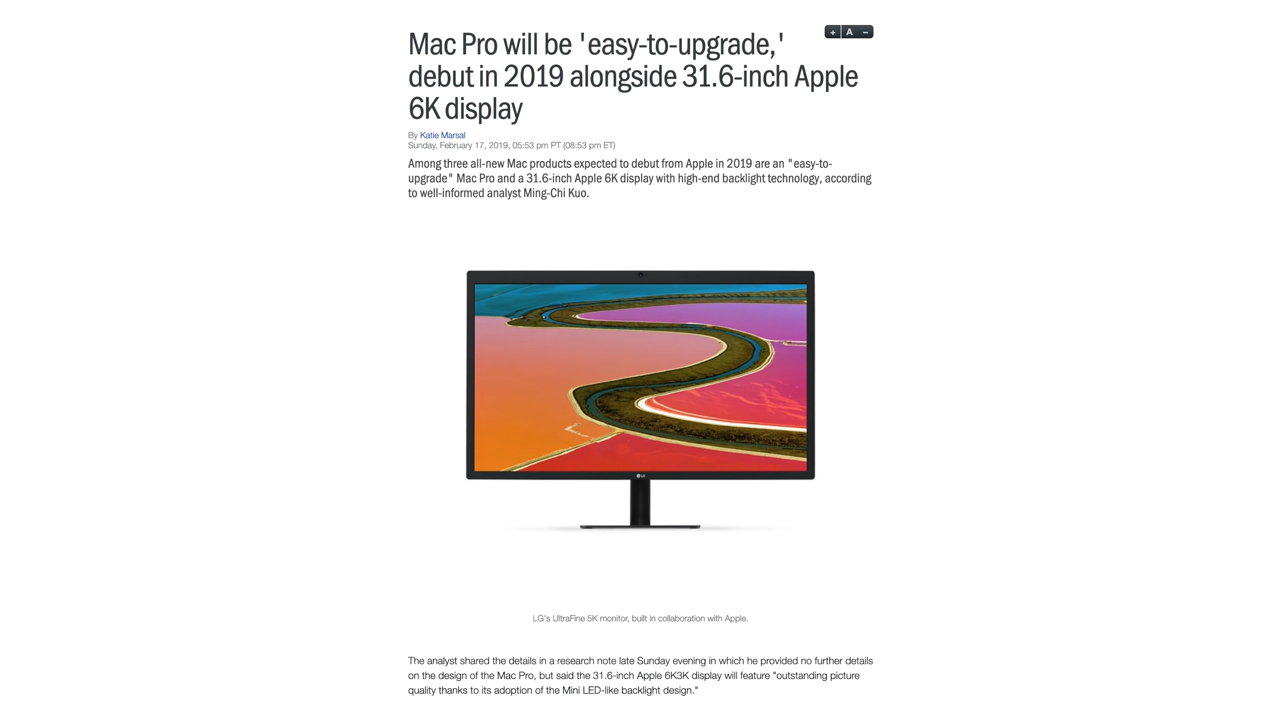 Mac Pro will be 'easy-to-upgrade,'
debut in 2019 alongside 31.6-inch Apple
6K display
+ A −
By Katie Marsal
Sunday, February 17, 2019, 05:53 pm PT (08:53 pm ET)
Among three all-new Mac products expected to debut from Apple in 2019 are an "easy-to-
upgrade" Mac Pro and a 31.6-inch Apple 6K display with high-end backlight technology, according
to well-informed analyst Ming-Chi Kuo.
LG
LG's UltraFine 5K monitor, built in collaboration with Apple.
The analyst shared the details in a research note late Sunday evening in which he provided no further details
on the design of the Mac Pro, but said the 31.6-inch Apple 6K3K display will feature "outstanding picture
quality thanks to its adoption of the Mini LED-like backlight design."